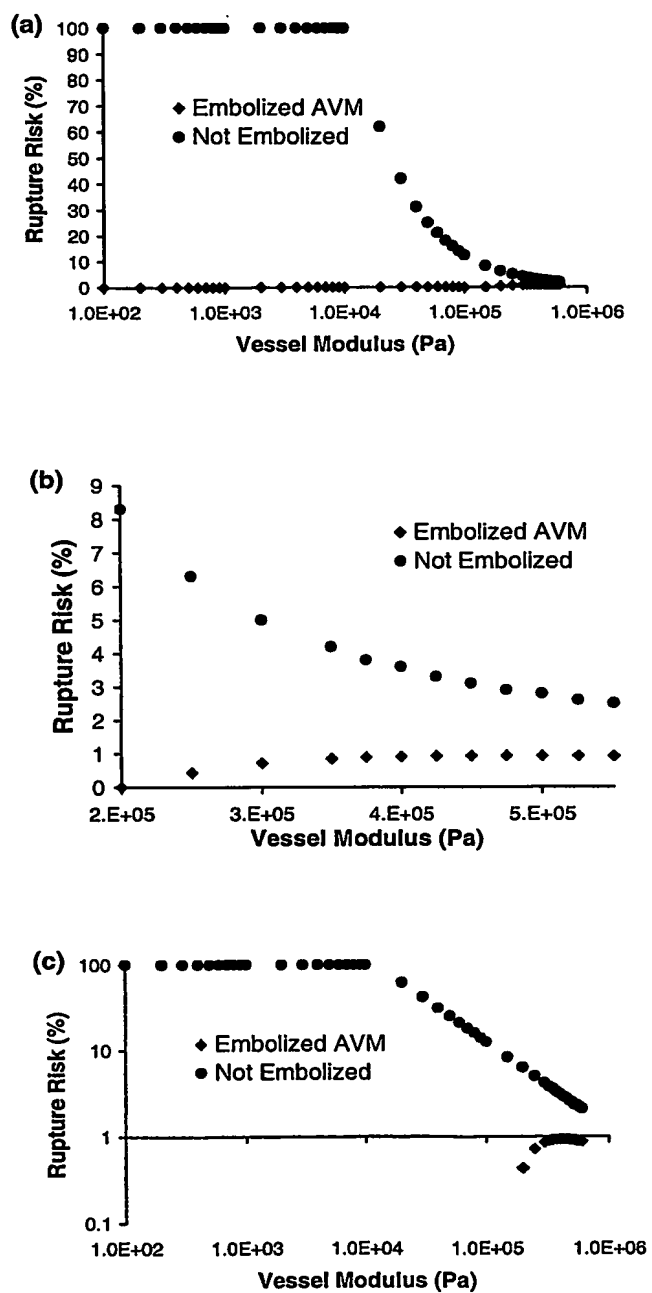 (a)
Rupture Risk (%)
100
90
80
70
60
50
40
30
20
10
0
Embolized AVM
Not Embolized
1.0E+02 1.0E+03 1.0E+04 1.0E+05 1.0E+06
Vessel Modulus (Pa)
(b)
Rupture Risk (%)
9
8
7
6
5
4
3
2
1
0
Embolized AVM
Not Embolized
2.E+05 3.E+05 4.E+05 5.E+05
Vessel Modulus (Pa)
(c)
Rupture Risk (%)
100
10
1
0.1
Embolized AVM
Not Embolized
1.0E+02 1.0E+03 1.0E+04 1.0E+05 1.0E+06
Vessel Modulus (Pa)